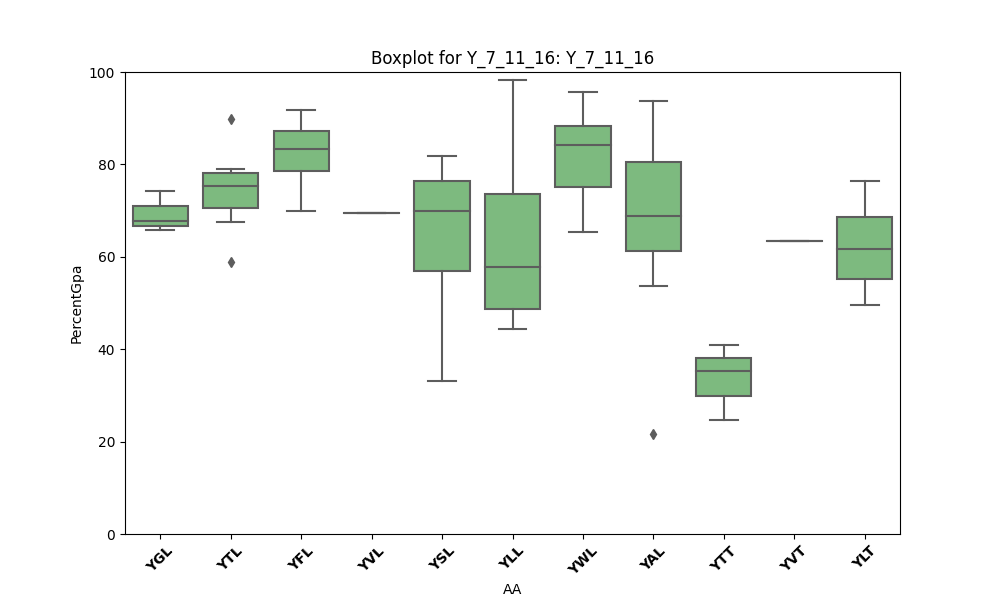 Boxplot for Y_7_11_16: Y_7_11_16
100
80
60
40
20
0
PercentGpa
YGL YTL YFL YVL YSL YLL YWL YAL YTT YVT YLT
AA